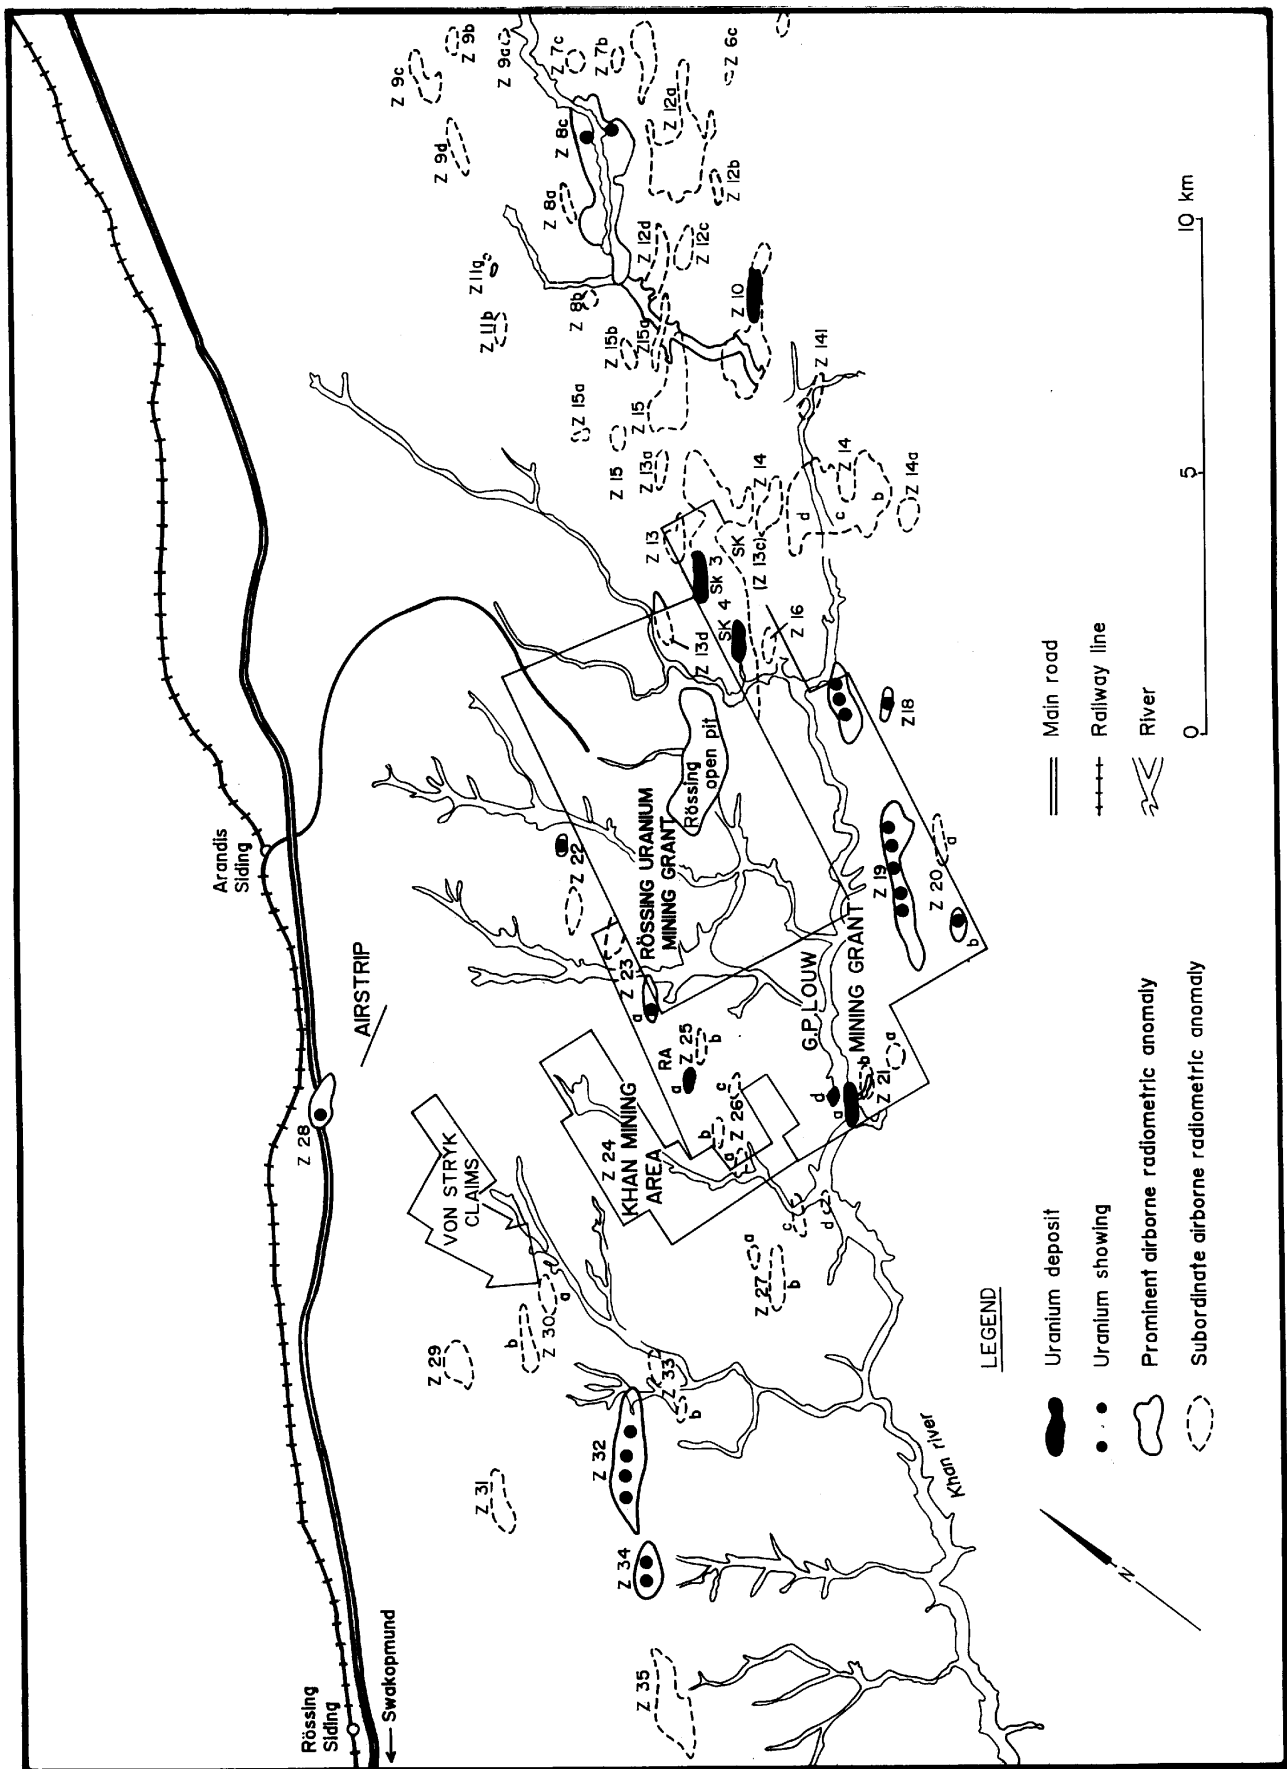 Rössing
Siding
Swakopmund
Arandis
Siding
AIRSTRIP
Z 28
VON STRYK
CLAIMS
Z 24
KHAN MINING
AREA
RÖSSING URANIUM
MINING GRANT
Rössing
open pit
G.P. LOUW
MINING GRANT
Khan river
Z 35
Z 34
Z 32
Z 31
Z 29
b
Z 30
a
Z 33
b
Z 27
a
b
c
d
b
Z 26
a
c
RA
Z 25
a
b
Z 23
a
Z 22
d
a
b
Z 21
a
Z 19
Z 20
a
b
Z18
Z 16
Z 13d
SK 4
Sk 3
SK
Z 13
(Z 13c)
Z 13a
Z 14
d
c
Z 14
b
Z 14a
Z 141
Z 15
Z 15a
Z 15
Z 15b
Z15a
Z 10
Z 11b
Z 11a
Z 8b
Z 8a
Z 8c
Z 12d
Z 12c
Z 12b
Z 12a
Z 9d
Z 9c
Z 9b
Z 9a
Z 7c
Z 7b
Z 6c
LEGEND
Uranium deposit
Uranium showing
Prominent airborne radiometric anomaly
Subordinate airborne radiometric anomaly
Main road
Railway line
River
0
5
10 km
N